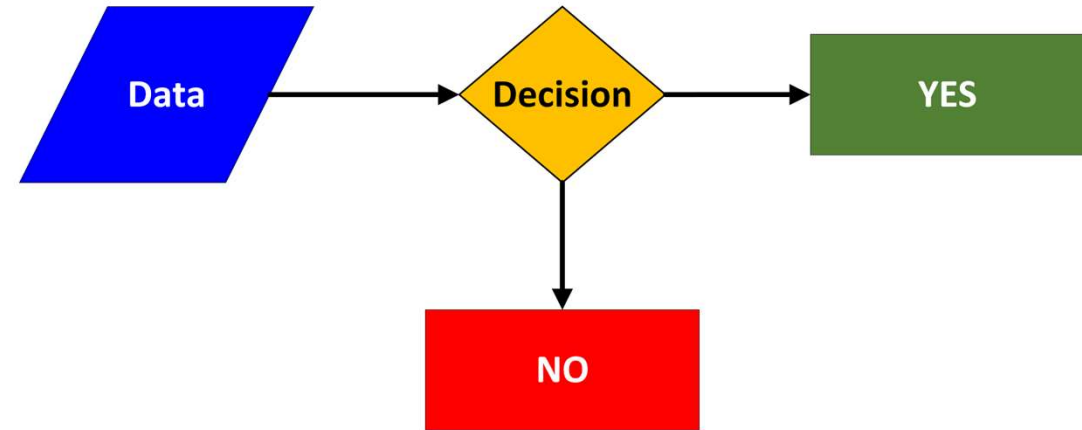 Data
Decision
YES
NO